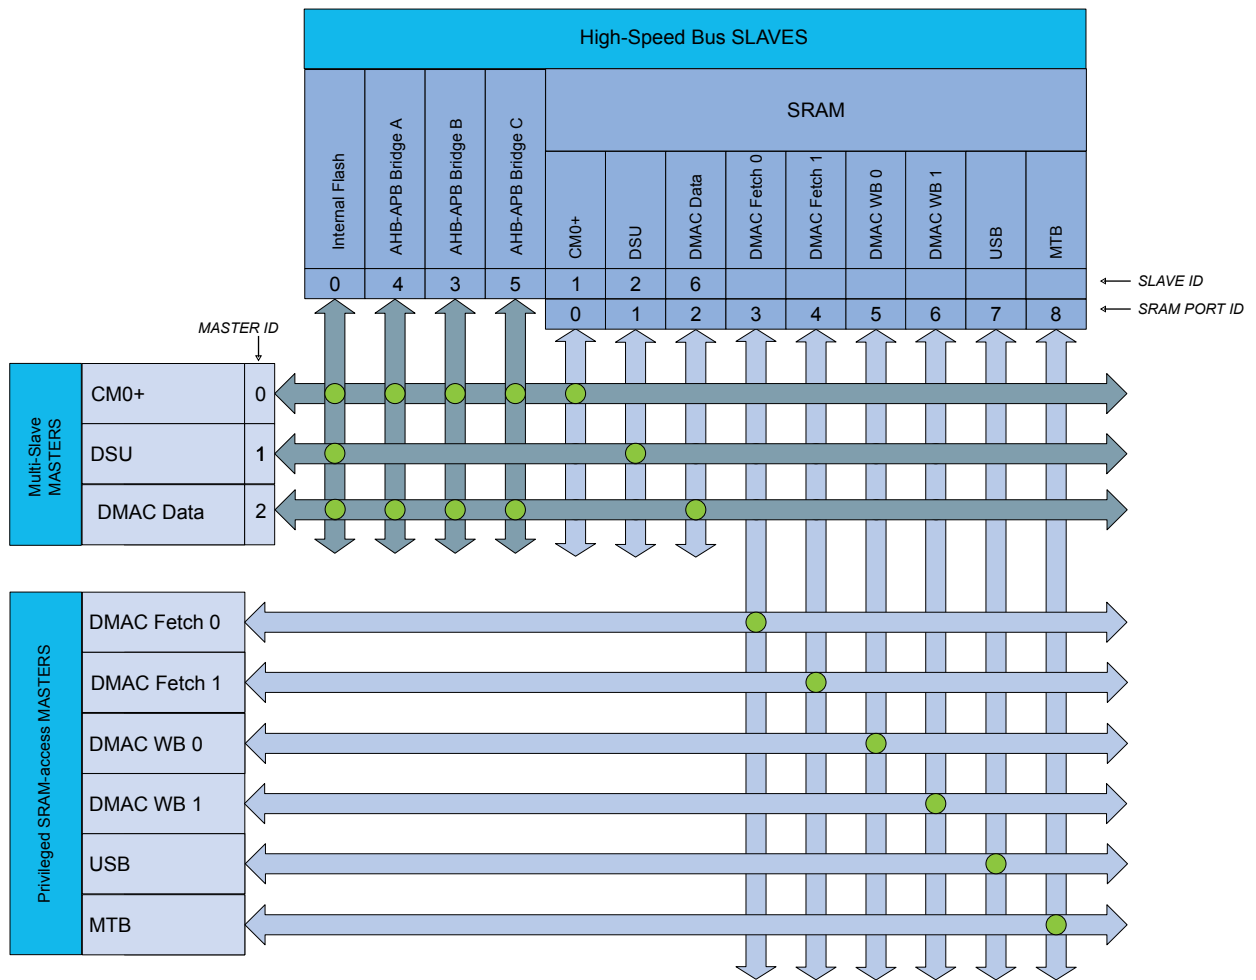 High-Speed Bus SLAVES
SRAM
Internal Flash
AHB-APB Bridge A
AHB-APB Bridge B
AHB-APB Bridge C
CM0+
DSU
DMAC Data
DMAC Fetch 0
DMAC Fetch 1
DMAC WB 0
DMAC WB 1
USB
MTB
0 4 3 5 1 2 6
SLAVE ID
0 1 2 3 4 5 6 7 8
SRAM PORT ID
MASTER ID
Multi-Slave
MASTERS
CM0+ 0
DSU 1
DMAC Data 2
Privileged SRAM-access MASTERS
DMAC Fetch 0
DMAC Fetch 1
DMAC WB 0
DMAC WB 1
USB
MTB